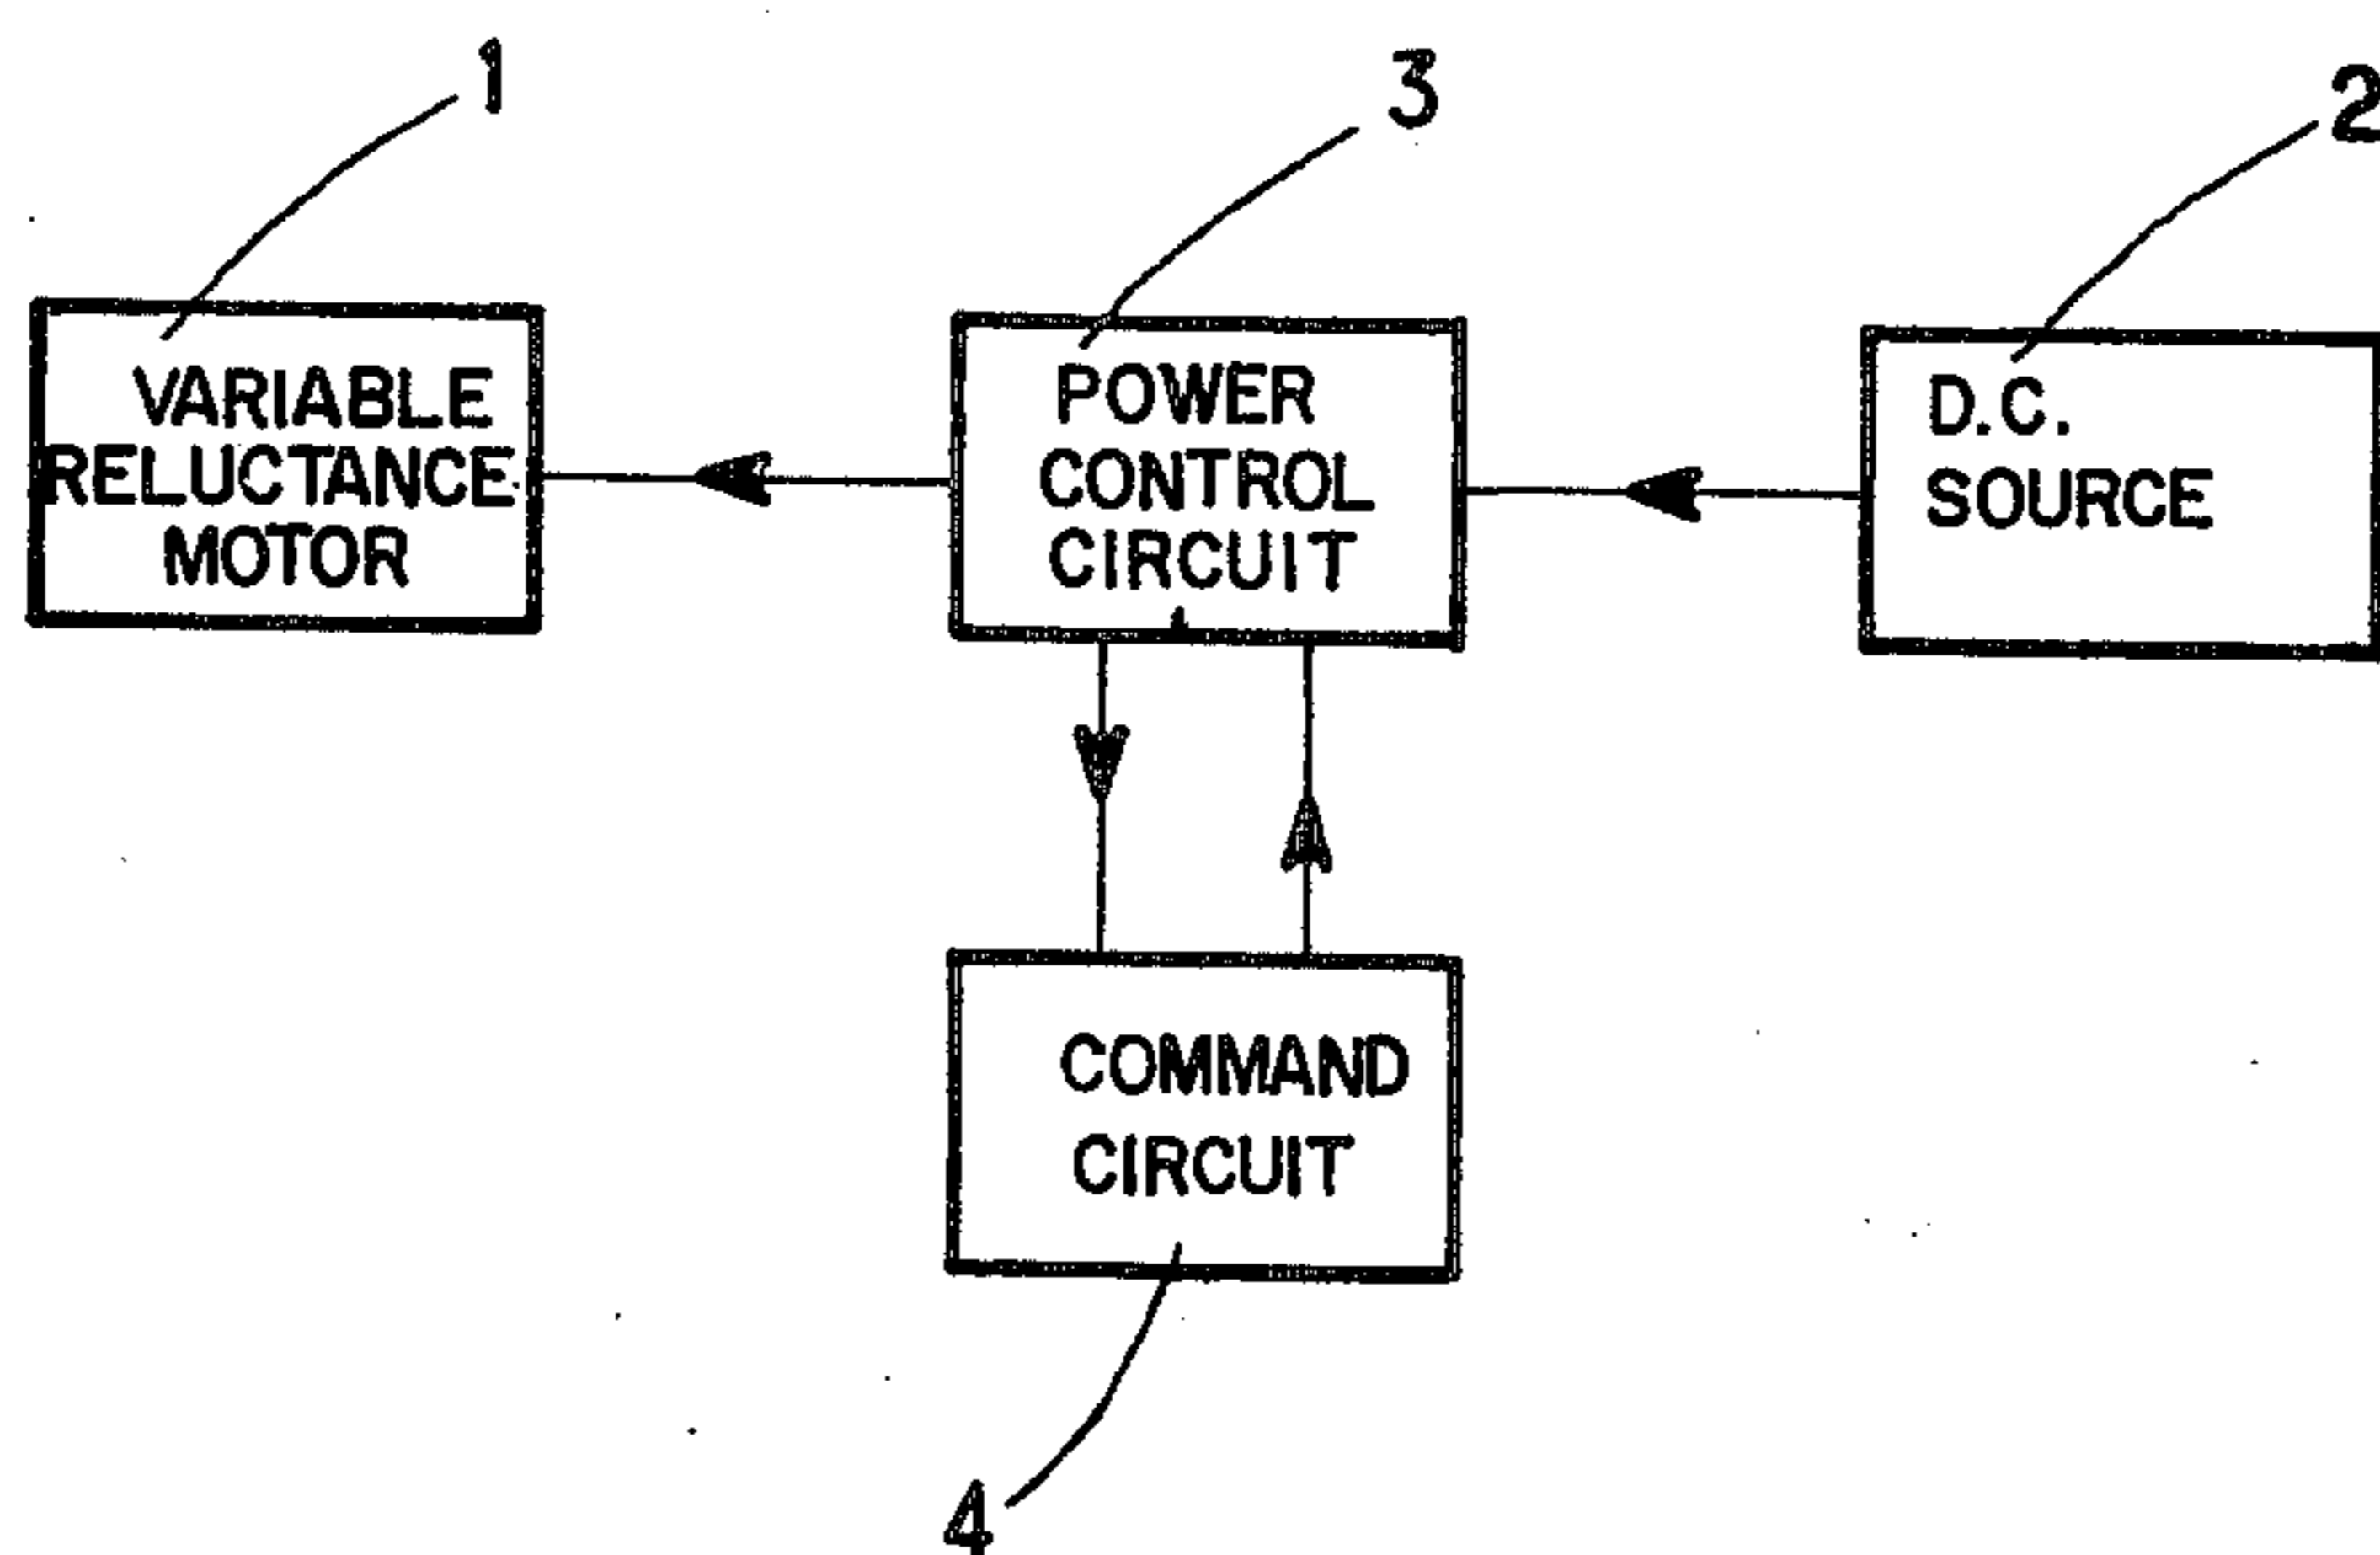 1
3
2
VARIABLE
RELUCTANCE
MOTOR
POWER
CONTROL
CIRCUIT
D.C.
SOURCE
COMMAND
CIRCUIT
4